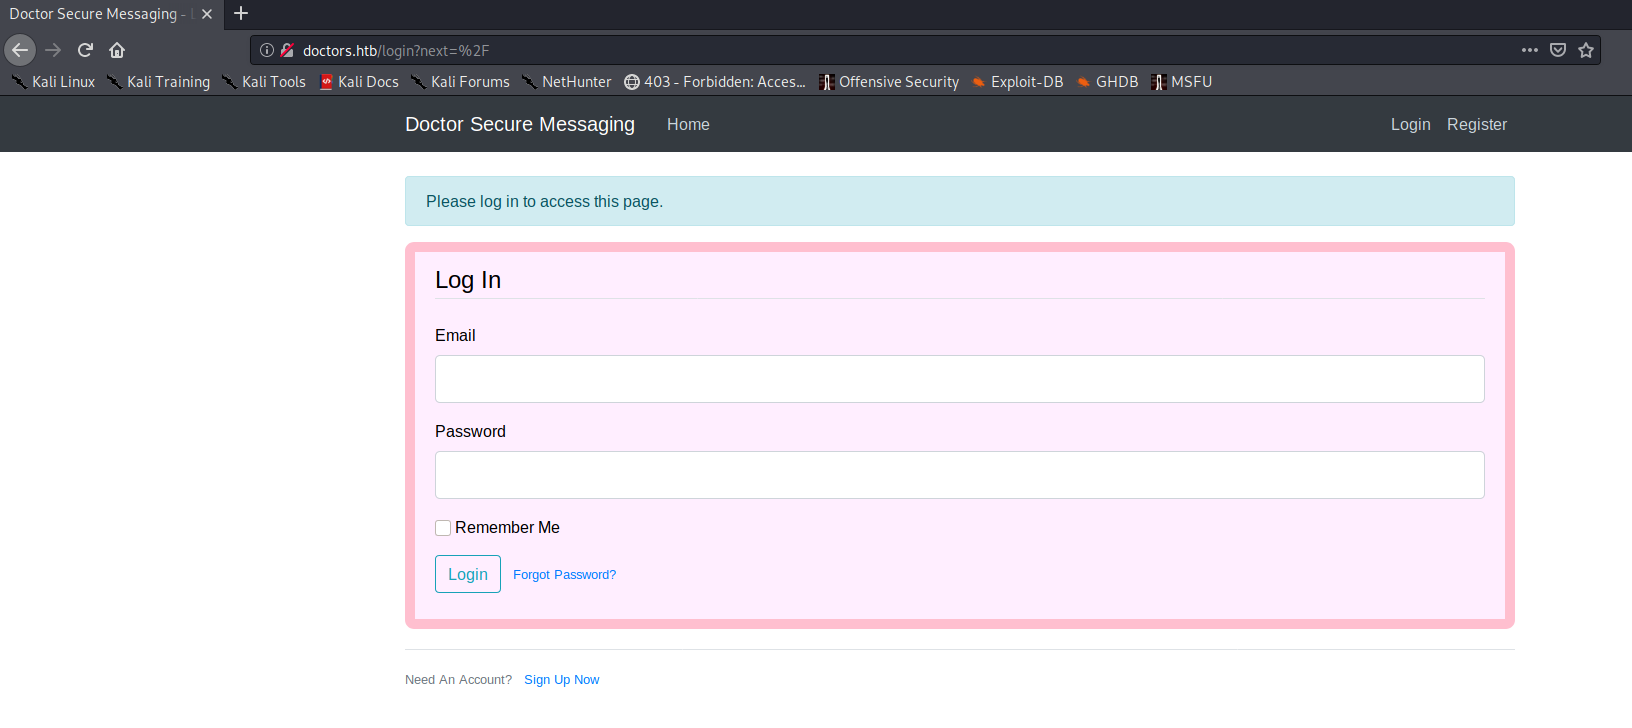 Doctor Secure Messaging -
doctors.htb/login?next=%2F
Kali Linux Kali Training Kali Tools Kali Docs Kali Forums NetHunter 403 - Forbidden: Acces... Offensive Security Exploit-DB GHDB MSFU
Doctor Secure Messaging Home Login Register
Please log in to access this page.
Log In
Email
Password
Remember Me
Login Forgot Password?
Need An Account? Sign Up Now